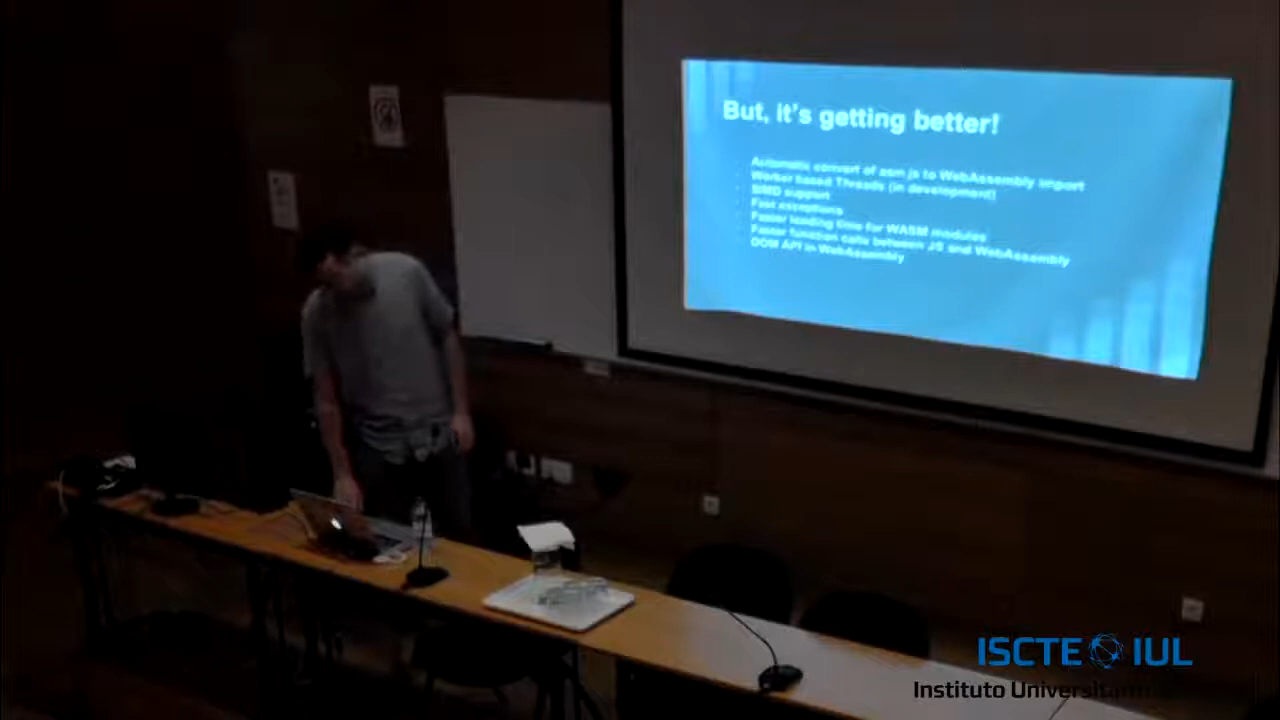 But, it's getting better!
Automatic convert of asm.js to WebAssembly import
Worker based Threads (in development)
SIMD support
Fast exceptions
Faster loading time for WASM modules
Faster function calls between JS and WebAssembly
DOM API in WebAssembly
ISCTE IUL
Instituto